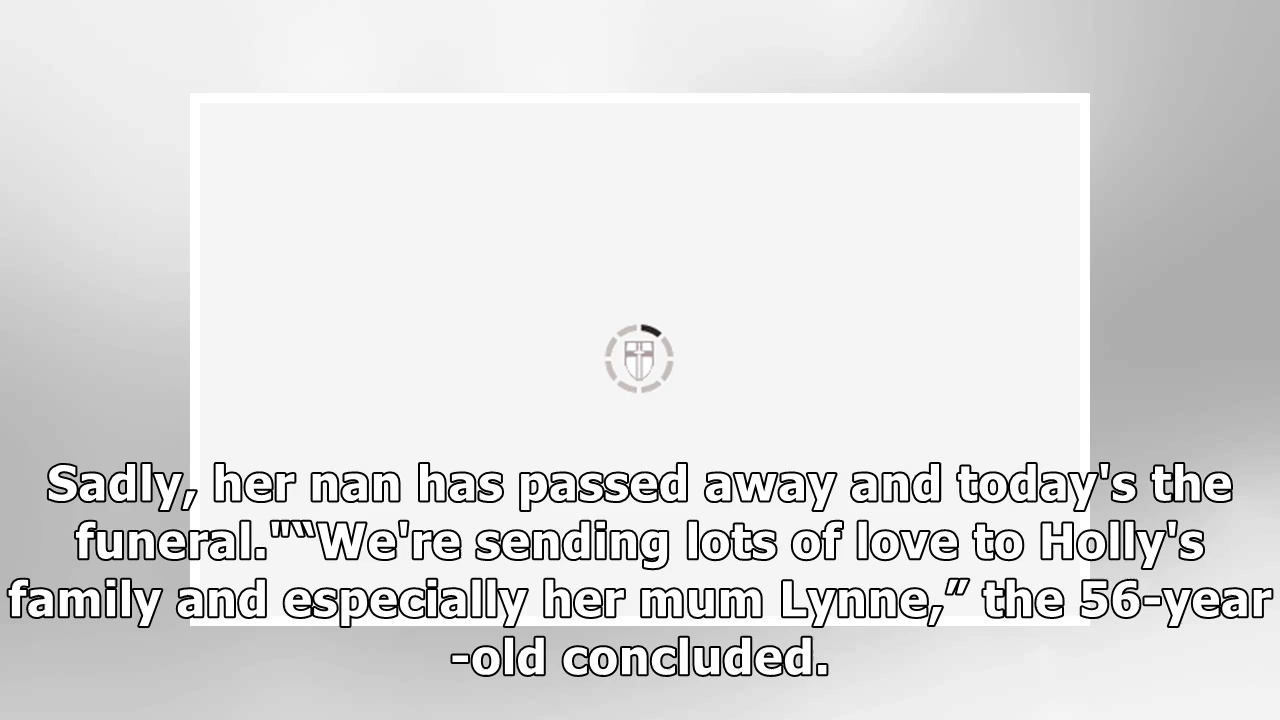 Sadly, her nan has passed away and today's the
funeral."“We're sending lots of love to Holly's
family and especially her mum Lynne,” the 56-year
-old concluded.